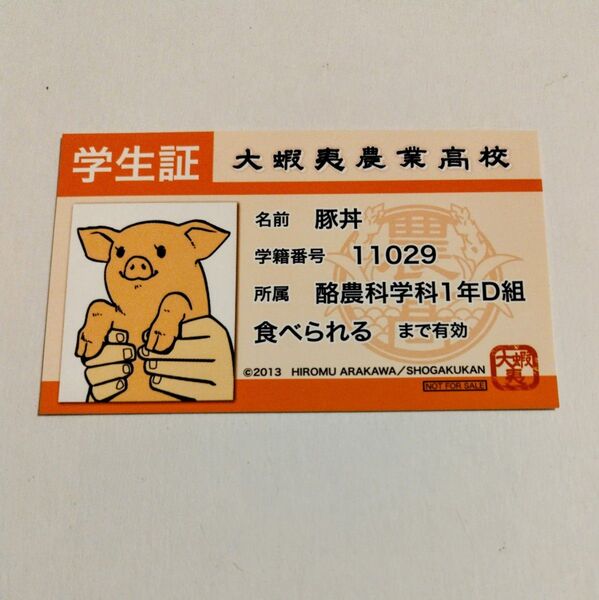 学生証 大蝦夷農業高校
名前 豚丼
学籍番号 11029
所属 酪農科学科1年D組
食べられる まで有効
©2013 HIROMU ARAKAWA／SHOGAKUKAN
NOT FOR SALE
大蝦夷